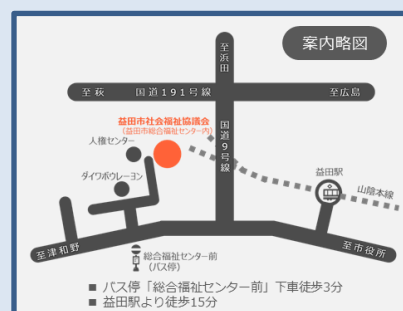 案内略図
至浜田
至萩 国道191号線 至広島
益田市社会福祉協議会
(益田市総合福祉センター内)
人権センター
国道9号線
ダイワボウレーヨン
益田駅
山陰本線
至津和野
総合福祉センター前
(バス停)
至市役所
■ バス停「総合福祉センター前」下車徒歩3分
■ 益田駅より徒歩15分